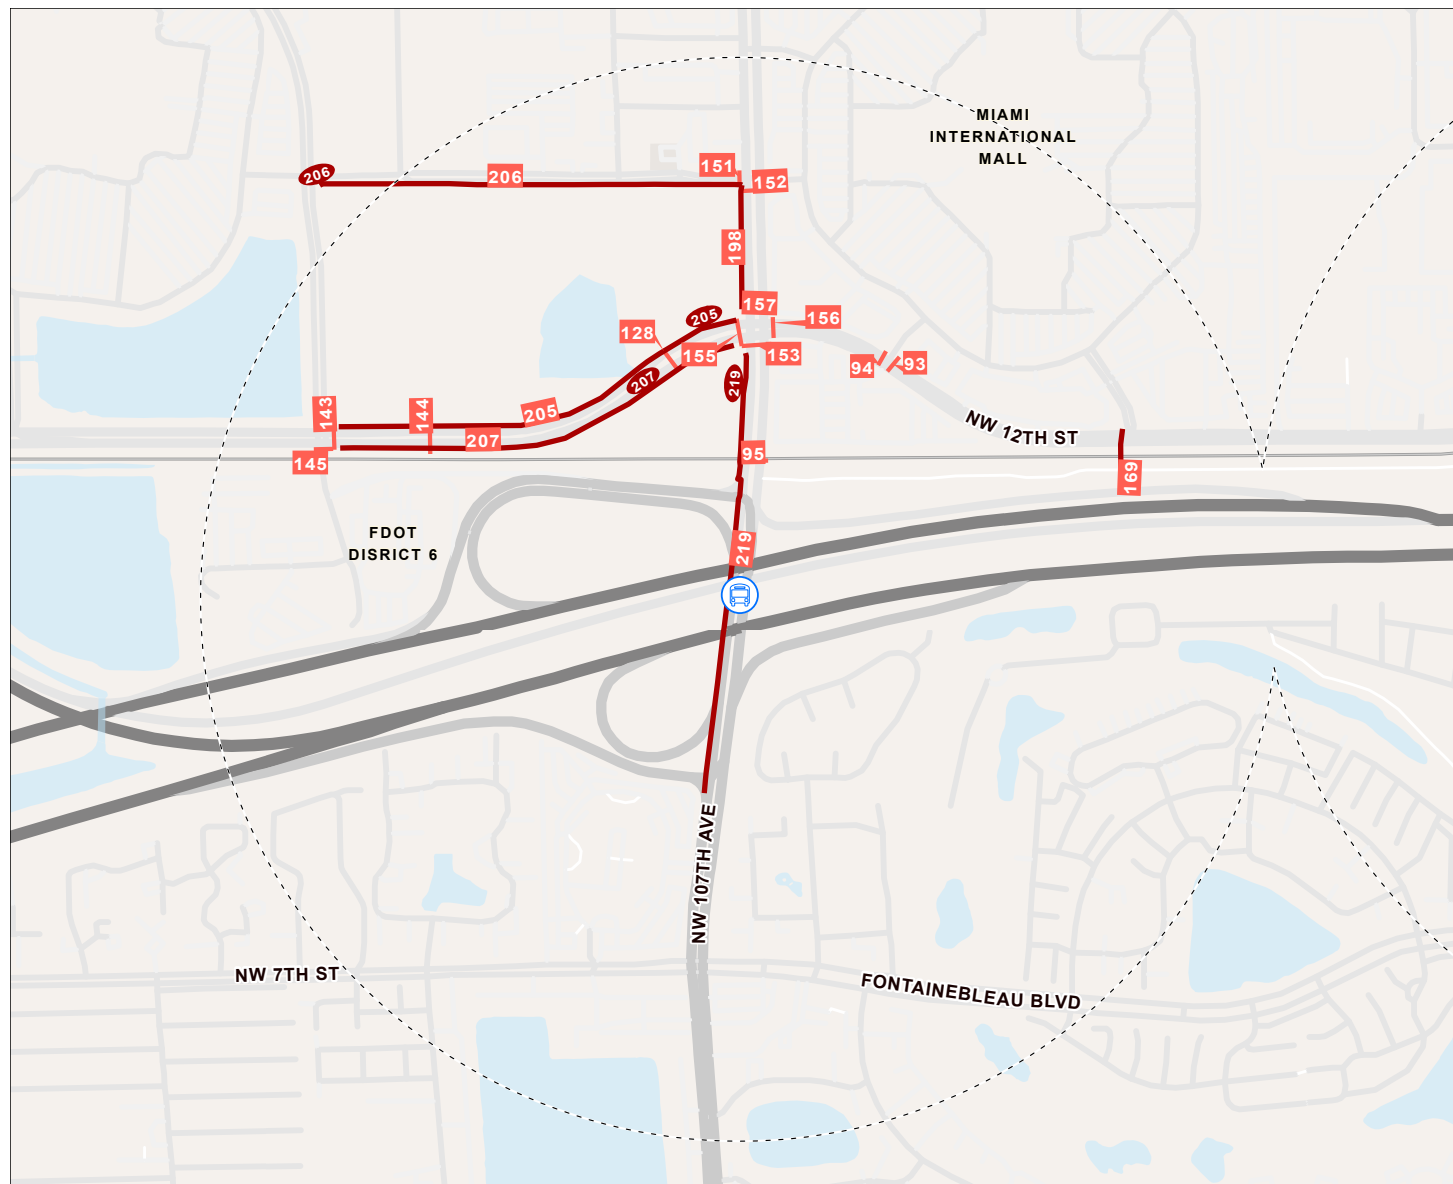 MIAMI
INTERNATIONAL
MALL
151
206
206
152
198
157
205
156
128
155
153
94
93
207
219
143
144
205
NW 12TH ST
207
95
145
169
FDOT
DISRICT 6
219
NW 107TH AVE
NW 7TH ST
FONTAINEBLEAU BLVD